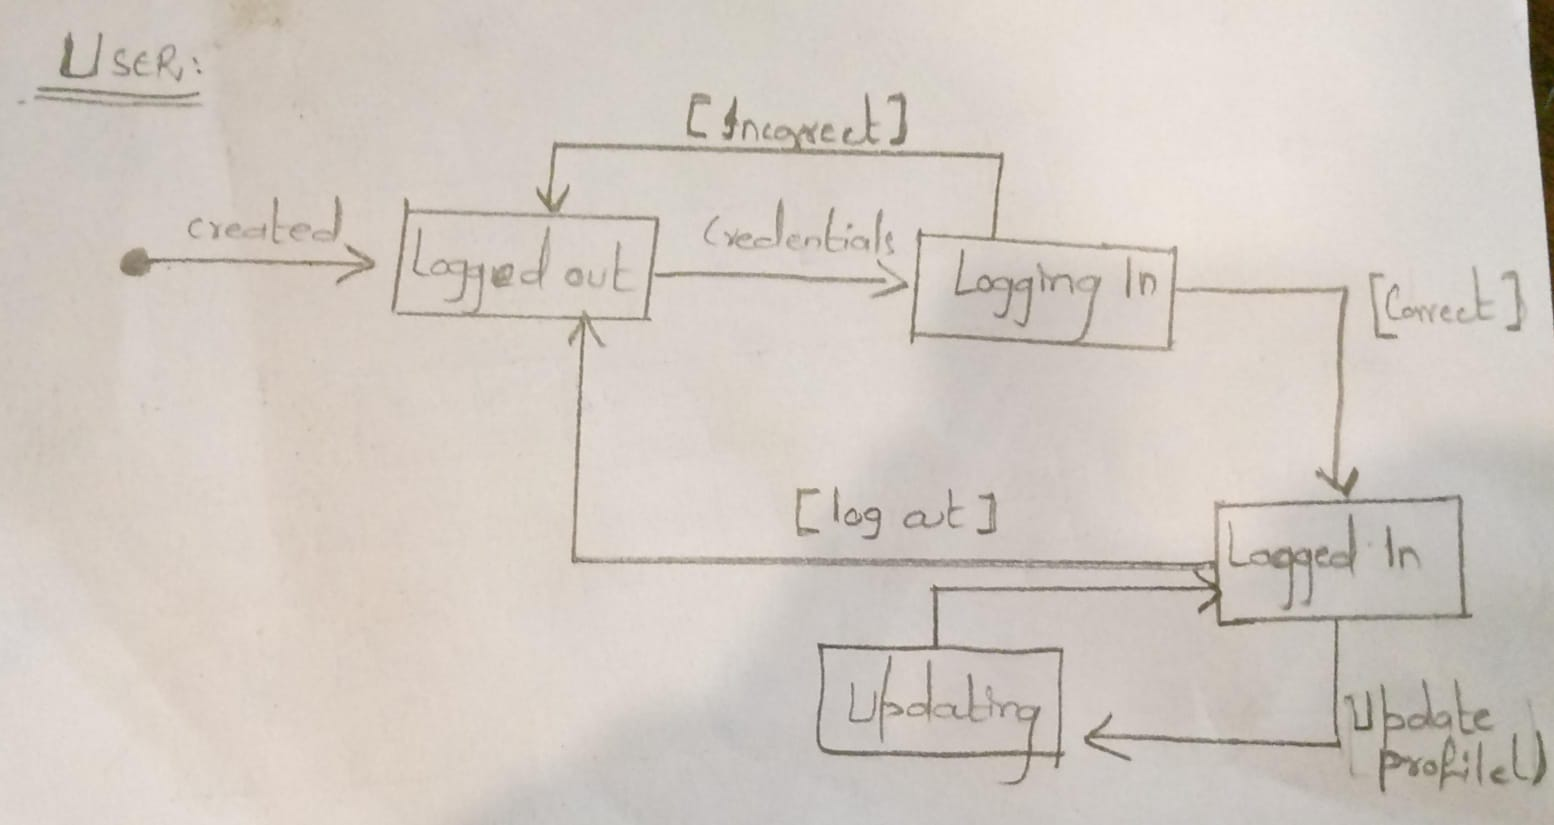 USER:
[Incorrect]
created
Logged out
Credentials
Logging In
[Correct]
[log out]
Logged In
Updating
Update
profile()